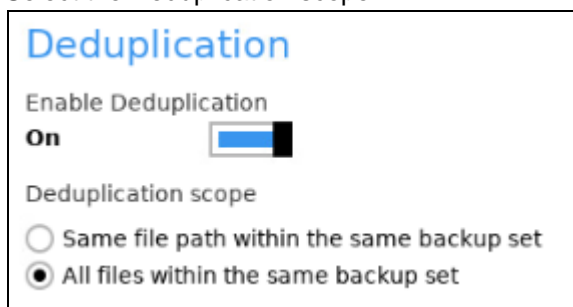 Deduplication
Enable Deduplication
On
Deduplication scope
Same file path within the same backup set
All files within the same backup set